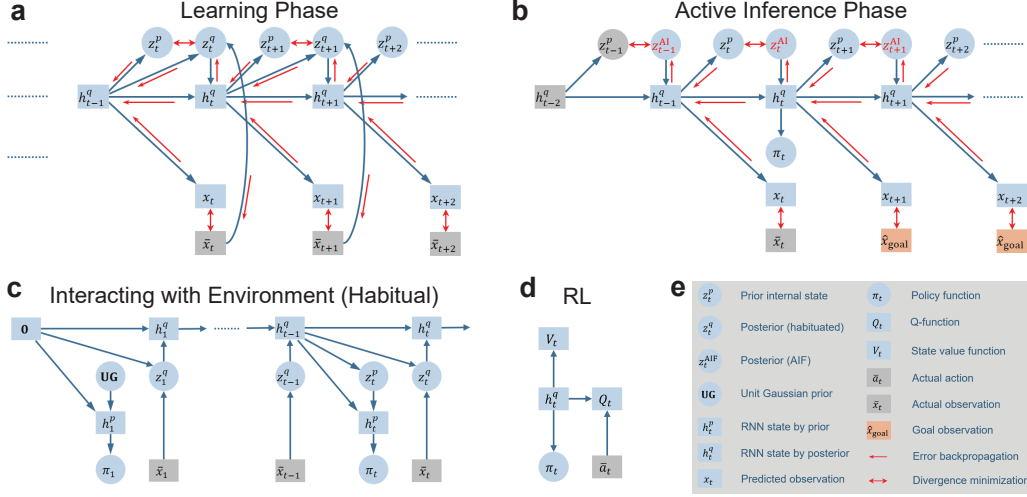 a Learning Phase
z_t^p z_t^q z_{t+1}^p z_{t+1}^q z_{t+2}^p
h_{t-1}^q h_t^q h_{t+1}^q
x_t x_{t+1} x_{t+2}
x̄_t x̄_{t+1} x̄_{t+2}
b Active Inference Phase
z_{t-1}^p z_{t-1}^{AI} z_t^p z_t^{AI} z_{t+1}^p z_{t+1}^{AI} z_{t+2}^p
h_{t-2}^q h_{t-1}^q h_t^q h_{t+1}^q
π_t
x_t x_{t+1} x_{t+2}
x̄_t x̂_goal x̂_goal
c Interacting with Environment (Habitual)
0 h_1^q h_{t-1}^q h_t^q
UG z_1^q z_{t-1}^q z_t^p z_t^q
h_1^p h_t^p
π_1 x̄_1 x̄_{t-1} π_t x̄_t
d RL
V_t
h_t^q Q_t
π_t ā_t
e
z_t^p Prior internal state
z_t^q Posterior (habituated)
z_t^{AIF} Posterior (AIF)
UG Unit Gaussian prior
h_t^p RNN state by prior
h_t^q RNN state by posterior
x_t Predicted observation
π_t Policy function
Q_t Q-function
V_t State value function
ā_t Actual action
x̄_t Actual observation
x̂_goal Goal observation
Error backpropagation
Divergence minimization